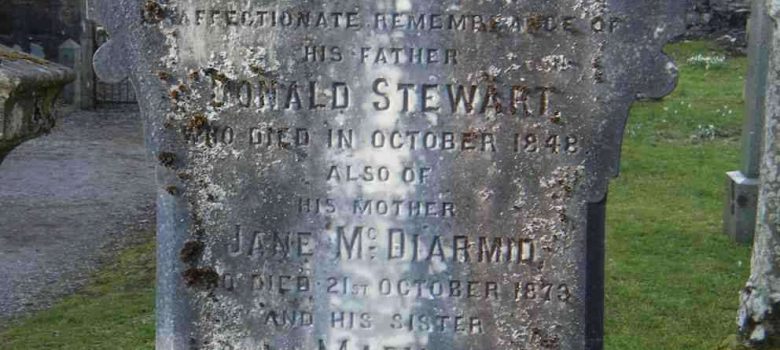 IN AFFECTIONATE REMEMBRANCE OF
HIS FATHER
DONALD STEWART,
WHO DIED IN OCTOBER 1848
ALSO OF
HIS MOTHER
JANE MCDIARMID,
WHO DIED 21ST OCTOBER 1873
AND HIS SISTER